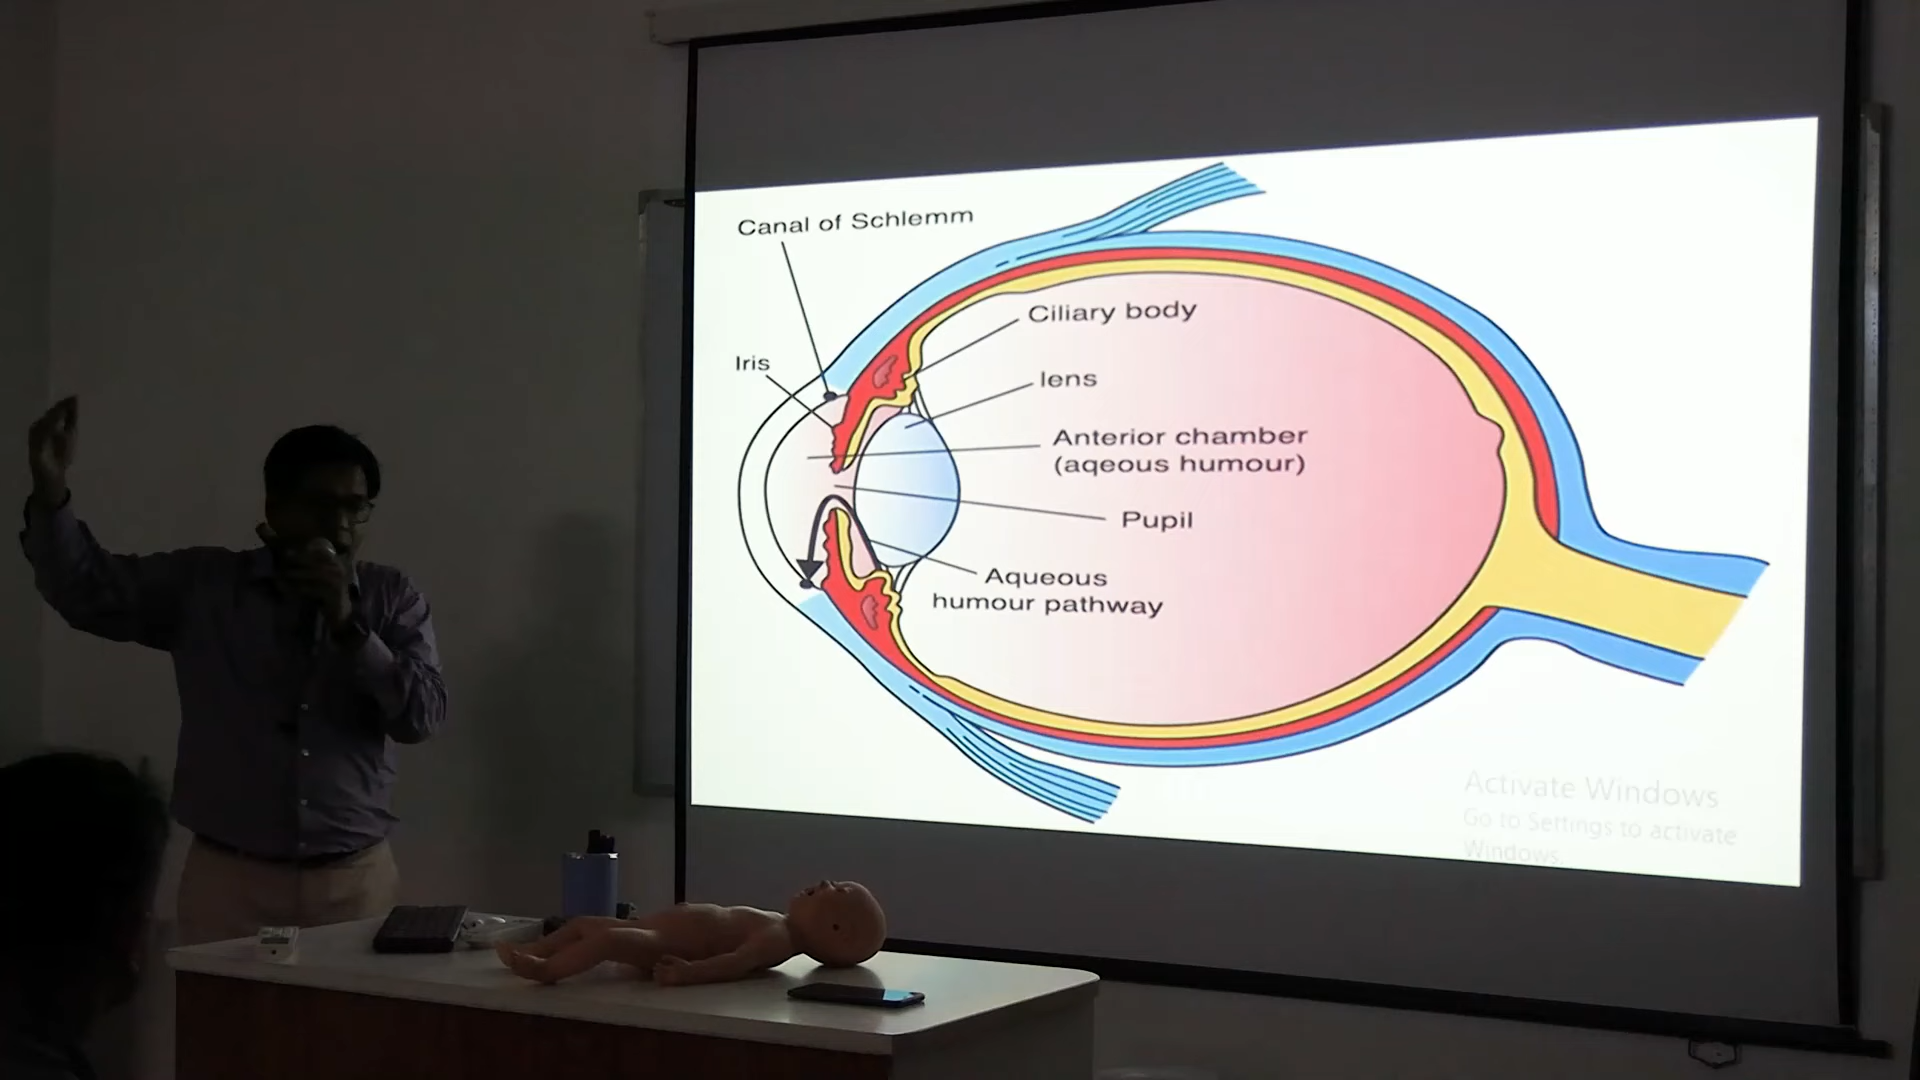 Canal of Schlemm
Ciliary body
Iris
lens
Anterior chamber
(aqeous humour)
Pupil
Aqueous
humour pathway
Activate Windows
Go to Settings to activate
Windows.